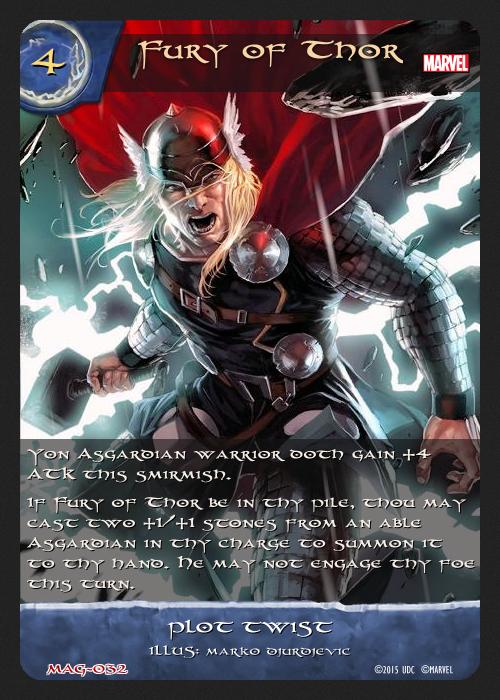 4
Fury of Thor
MARVEL
Yon Asgardian warrior doth gain +4
ATK this smirmish.
If Fury of Thor be in thy pile, thou may
cast two +1/+1 stones from an able
Asgardian in thy charge to summon it
to thy hand. He may not engage thy foe
this turn.
Plot Twist
Illus: Marko Djurdjevic
MAG-032
©2015 UDC ©MARVEL